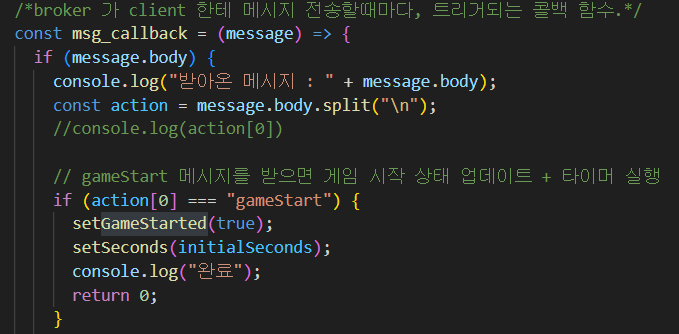 /*broker 가 client 한테 메시지 전송할때마다, 트리거되는 콜백 함수.*/
const msg_callback = (message) => {
if (message.body) {
console.log("받아온 메시지 : " + message.body);
const action = message.body.split("\n");
//console.log(action[0])
// gameStart 메시지를 받으면 게임 시작 상태 업데이트 + 타이머 실행
if (action[0] === "gameStart") {
setGameStarted(true);
setSeconds(initialSeconds);
console.log("완료");
return 0;
}